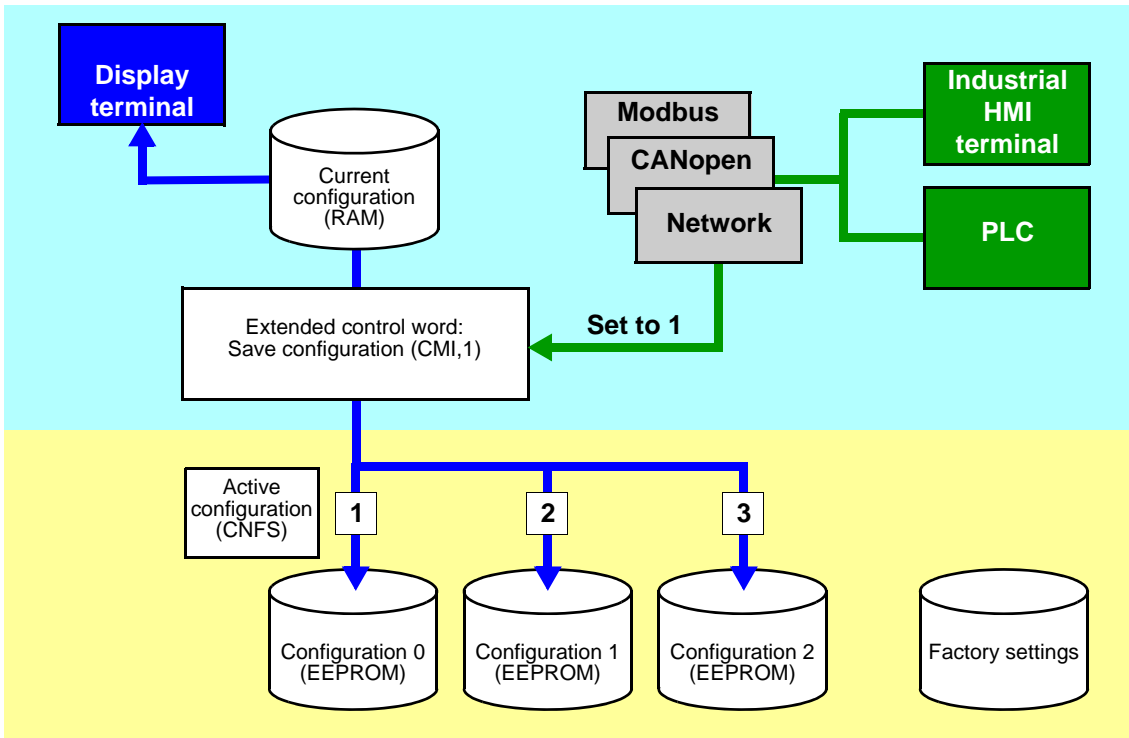 Display
terminal
Current
configuration
(RAM)
Modbus
CANopen
Network
Industrial
HMI
terminal
PLC
Extended control word:
Save configuration (CMI,1)
Set to 1
Active
configuration
(CNFS)
1
2
3
Configuration 0
(EEPROM)
Configuration 1
(EEPROM)
Configuration 2
(EEPROM)
Factory settings